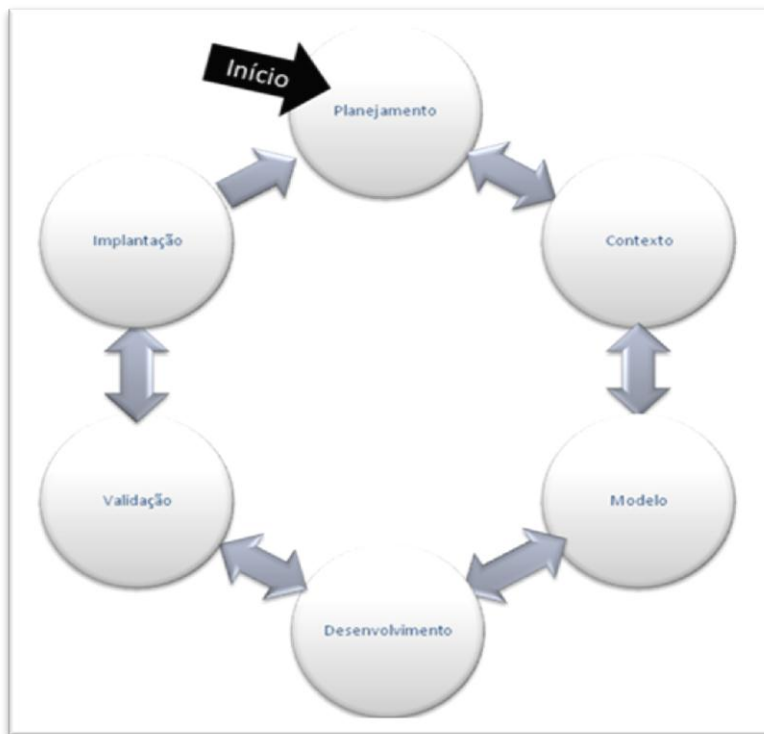 Início
Planejamento
Contexto
Modelo
Desenvolvimento
Validação
Implantação